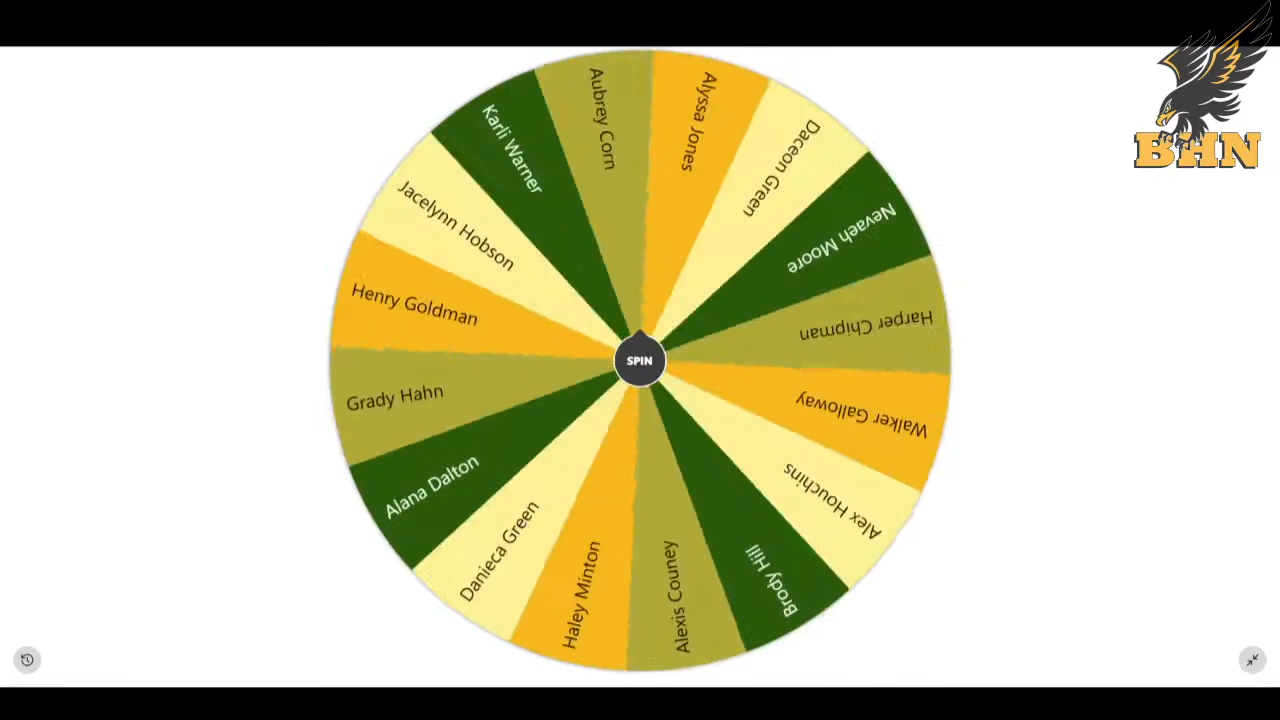 BHN
Aubrey Corn
Alyssa Jones
Daceon Green
Nevaeh Moore
Harper Chipman
Walker Galloway
Alex Houchins
Brody Hill
Alexis Couney
Haley Minton
Danieca Green
Alana Dalton
Grady Hahn
Henry Goldman
Jacelynn Hobson
Karli Warner
SPIN